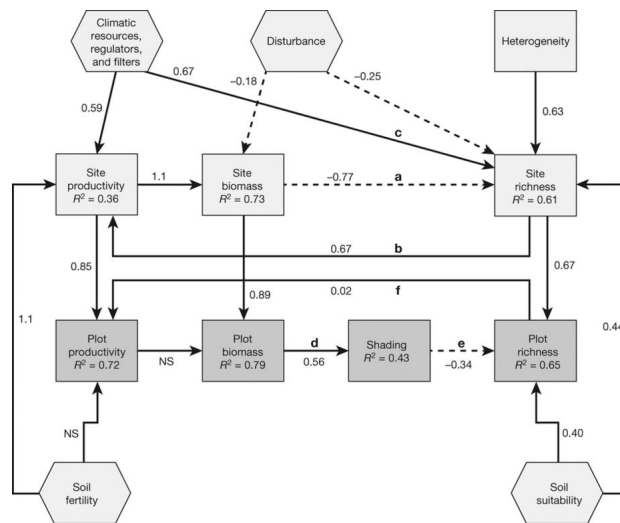 Climatic
resources,
regulators,
and filters
Disturbance
Heterogeneity
0.67
−0.18
−0.25
0.59
c
0.63
Site
productivity
R² = 0.36
1.1
Site
biomass
R² = 0.73
−0.77
a
Site
richness
R² = 0.61
0.67
b
0.85
0.67
0.02
f
0.89
1.1
0.44
Plot
productivity
R² = 0.72
NS
Plot
biomass
R² = 0.79
d
0.56
Shading
R² = 0.43
e
−0.34
Plot
richness
R² = 0.65
NS
0.40
Soil
fertility
Soil
suitability